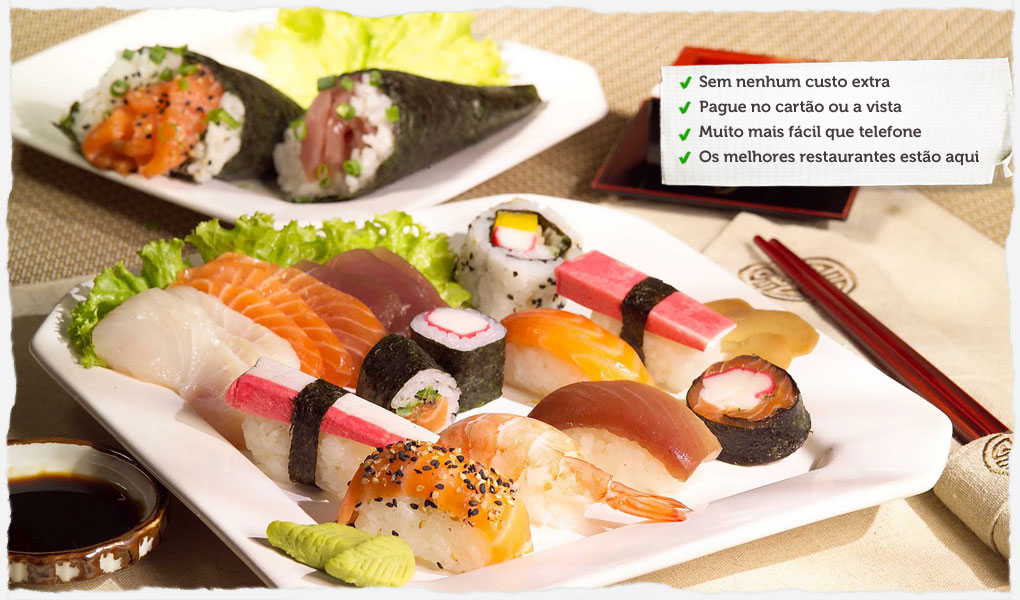 Sem nenhum custo extra
Pague no cartão ou a vista
Muito mais fácil que telefone
Os melhores restaurantes estão aqui